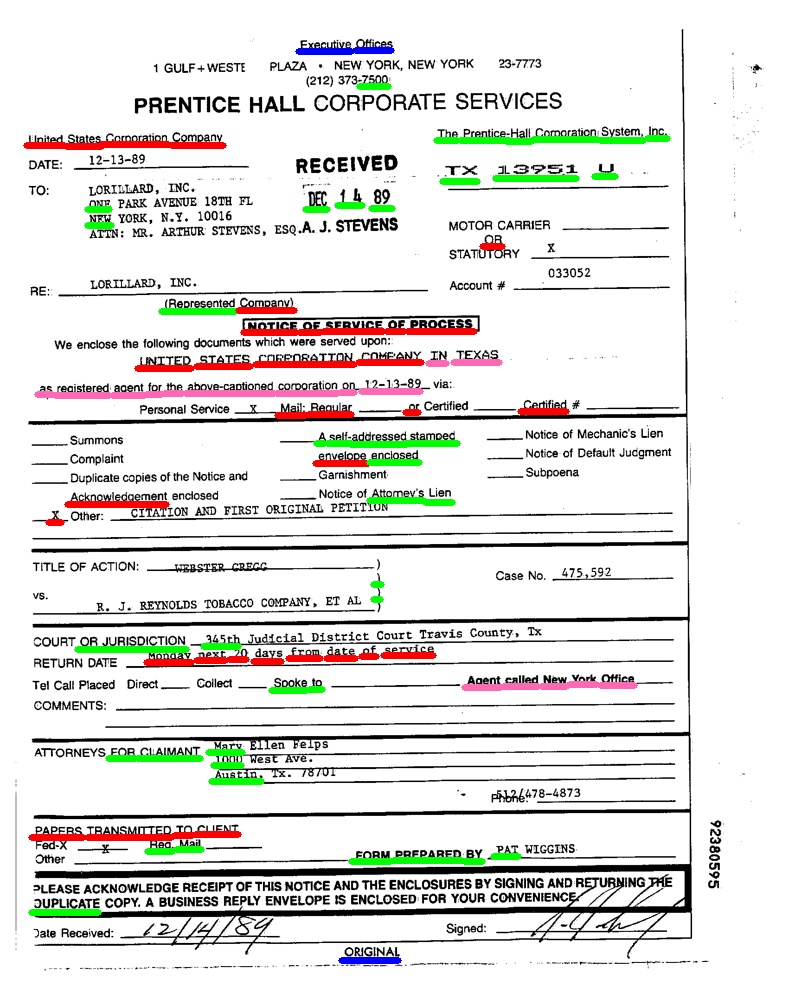 Executive Offices
1 GULF+WESTE PLAZA • NEW YORK, NEW YORK 23-7773
(212) 373-7500
PRENTICE HALL CORPORATE SERVICES
United States Corporation Company The Prentice-Hall Corporation System, Inc.
DATE: 12-13-89 RECEIVED TX 13951 U
TO: LORILLARD, INC. DEC 14 89
ONE PARK AVENUE 18TH FL
NEW YORK, N.Y. 10016
ATTN: MR. ARTHUR STEVENS, ESQ. A. J. STEVENS
MOTOR CARRIER
OR
STATUTORY X
RE: LORILLARD, INC. Account # 033052
(Represented Company)
NOTICE OF SERVICE OF PROCESS
We enclose the following documents which were served upon:
UNITED STATES CORPORATION COMPANY IN TEXAS
as registered agent for the above-captioned corporation on 12-13-89 via:
Personal Service X Mail: Regular or Certified Certified #
Summons A self-addressed stamped Notice of Mechanic's Lien
Complaint envelope enclosed Notice of Default Judgment
Duplicate copies of the Notice and Garnishment Subpoena
Acknowledgement enclosed Notice of Attorney's Lien
X Other: CITATION AND FIRST ORIGINAL PETITION
TITLE OF ACTION: WEBSTER GREGG ) Case No. 475,592
)
vs. R. J. REYNOLDS TOBACCO COMPANY, ET AL )
COURT OR JURISDICTION 345th Judicial District Court Travis County, Tx
RETURN DATE Monday next 20 days from date of service
Tel Call Placed Direct Collect Spoke to Agent called New York Office
COMMENTS:
ATTORNEYS FOR CLAIMANT Mary Ellen Felps
1000 West Ave.
Austin, Tx. 78701
Phone: 512/478-4873
PAPERS TRANSMITTED TO CLIENT
Fed-X X Reg. Mail
Other FORM PREPARED BY PAT WIGGINS
PLEASE ACKNOWLEDGE RECEIPT OF THIS NOTICE AND THE ENCLOSURES BY SIGNING AND RETURNING THE
DUPLICATE COPY. A BUSINESS REPLY ENVELOPE IS ENCLOSED FOR YOUR CONVENIENCE.
Date Received: 12/14/89 Signed:
ORIGINAL
92380595